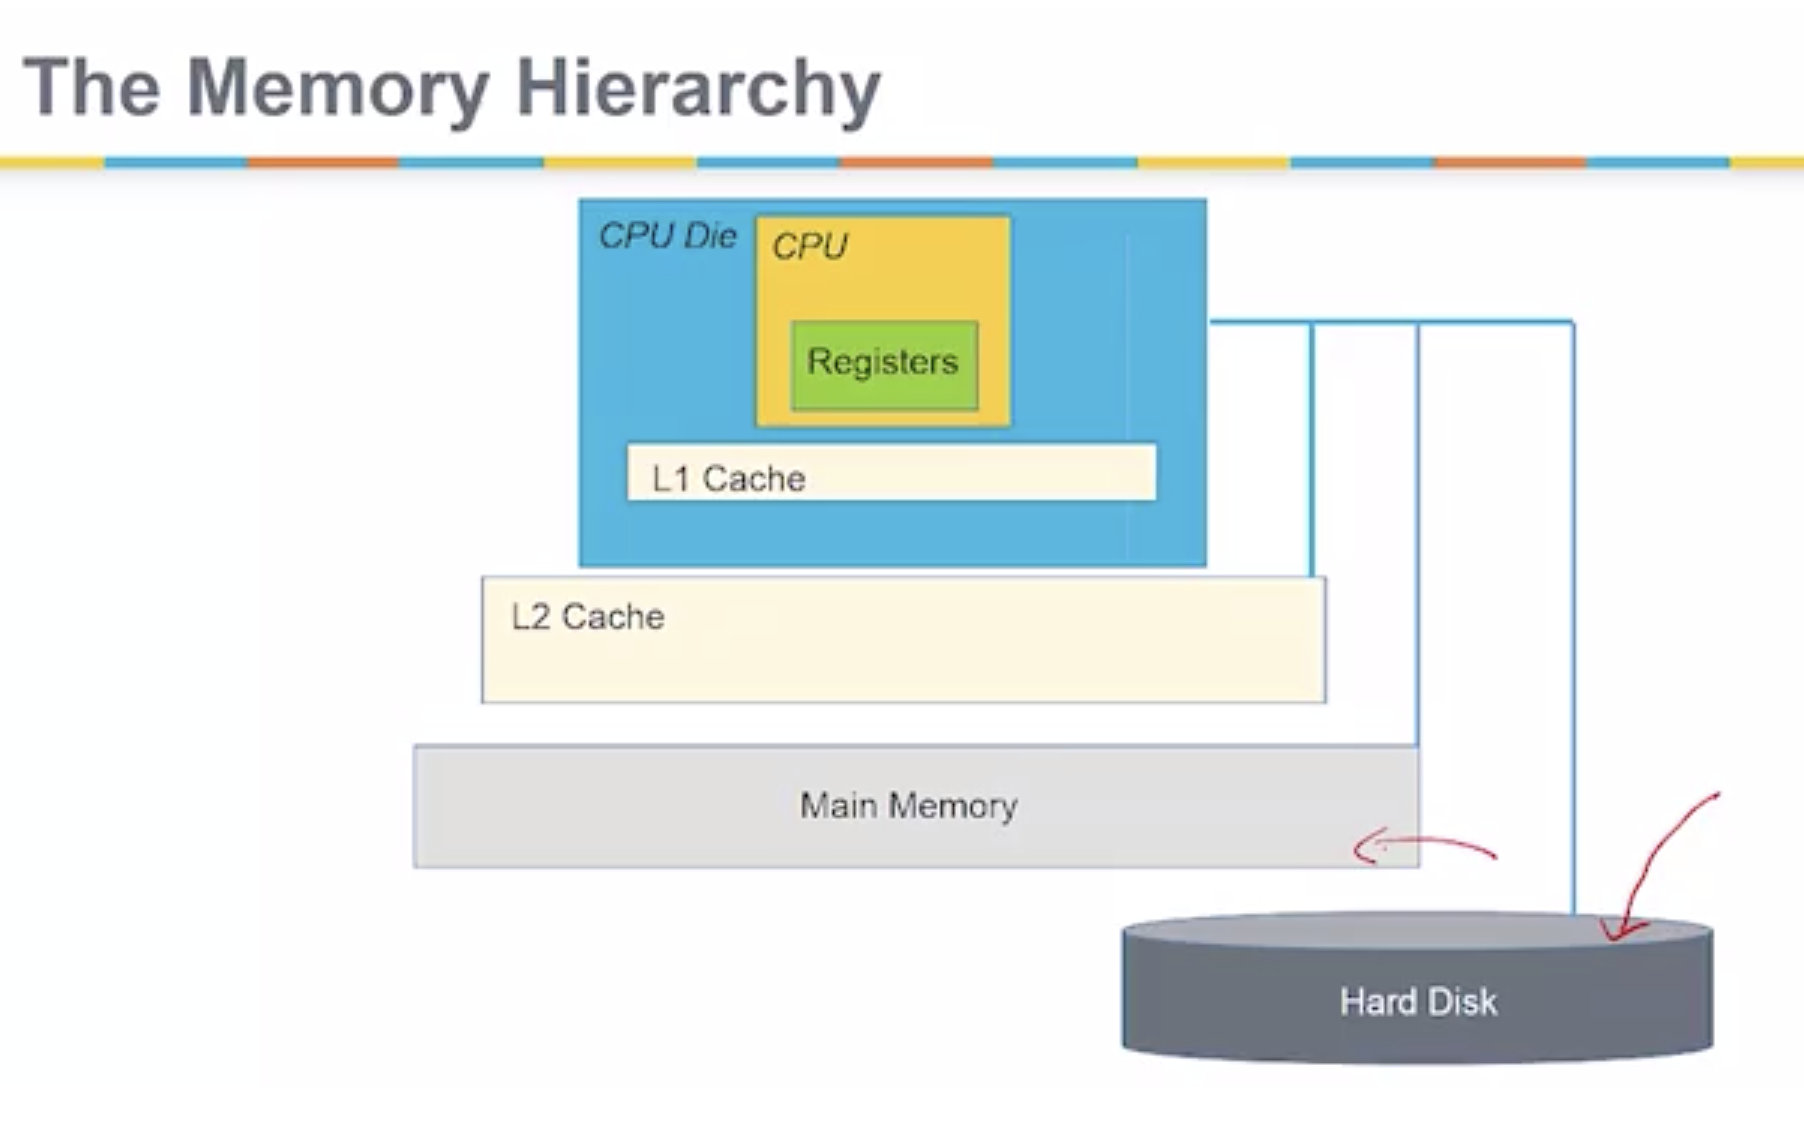 The Memory Hierarchy
CPU Die
CPU
Registers
L1 Cache
L2 Cache
Main Memory
Hard Disk